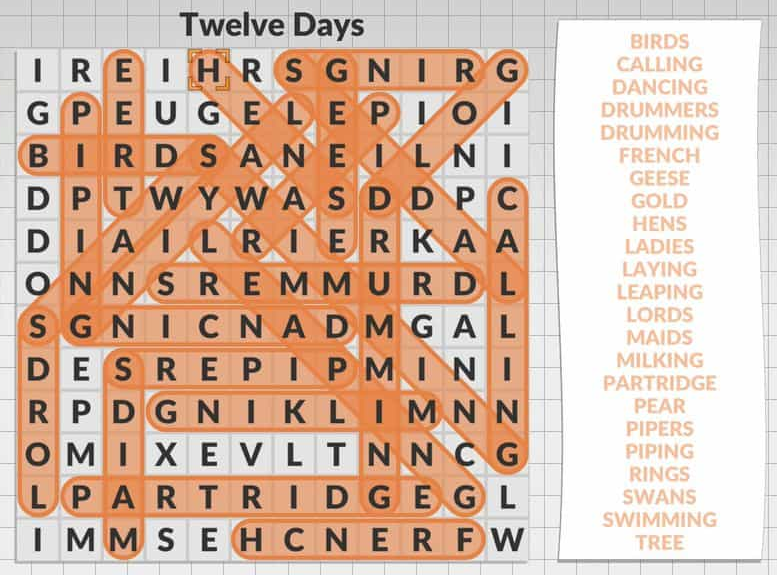 Twelve Days
I R E I H R S G N I R G
G P E U G E L E P I O I
B I R D S A N E I L N I
D P T W Y W A S D D P C
D I A I L R I E R K A A
O N N S R E M M U R D L
S G N I C N A D M G A L
D E S R E P I P M I N I
R P D G N I K L I M N N
O M I X E V L T N N C G
L P A R T R I D G E G L
I M M S E H C N E R F W
BIRDS
CALLING
DANCING
DRUMMERS
DRUMMING
FRENCH
GEESE
GOLD
HENS
LADIES
LAYING
LEAPING
LORDS
MAIDS
MILKING
PARTRIDGE
PEAR
PIPERS
PIPING
RINGS
SWANS
SWIMMING
TREE